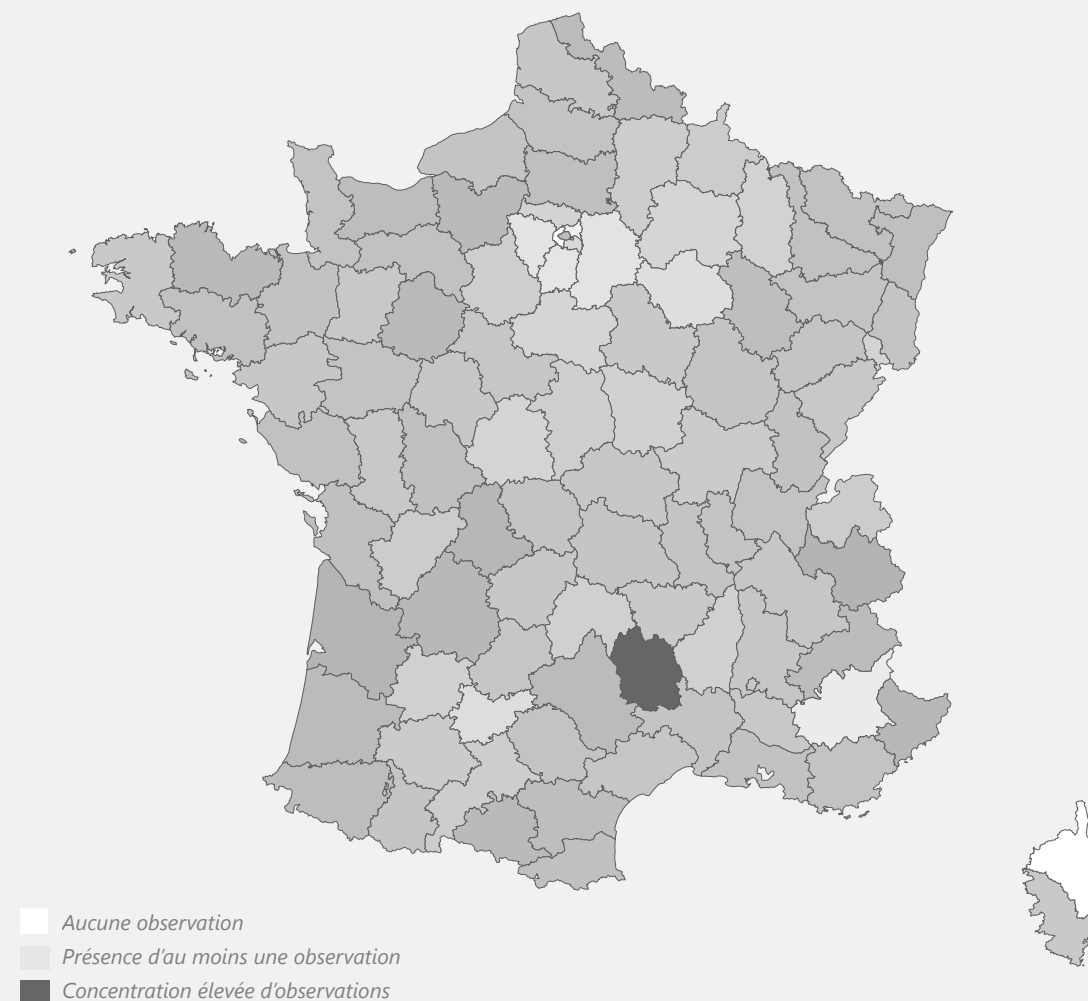 Aucune observation
Présence d'au moins une observation
Concentration élevée d'observations